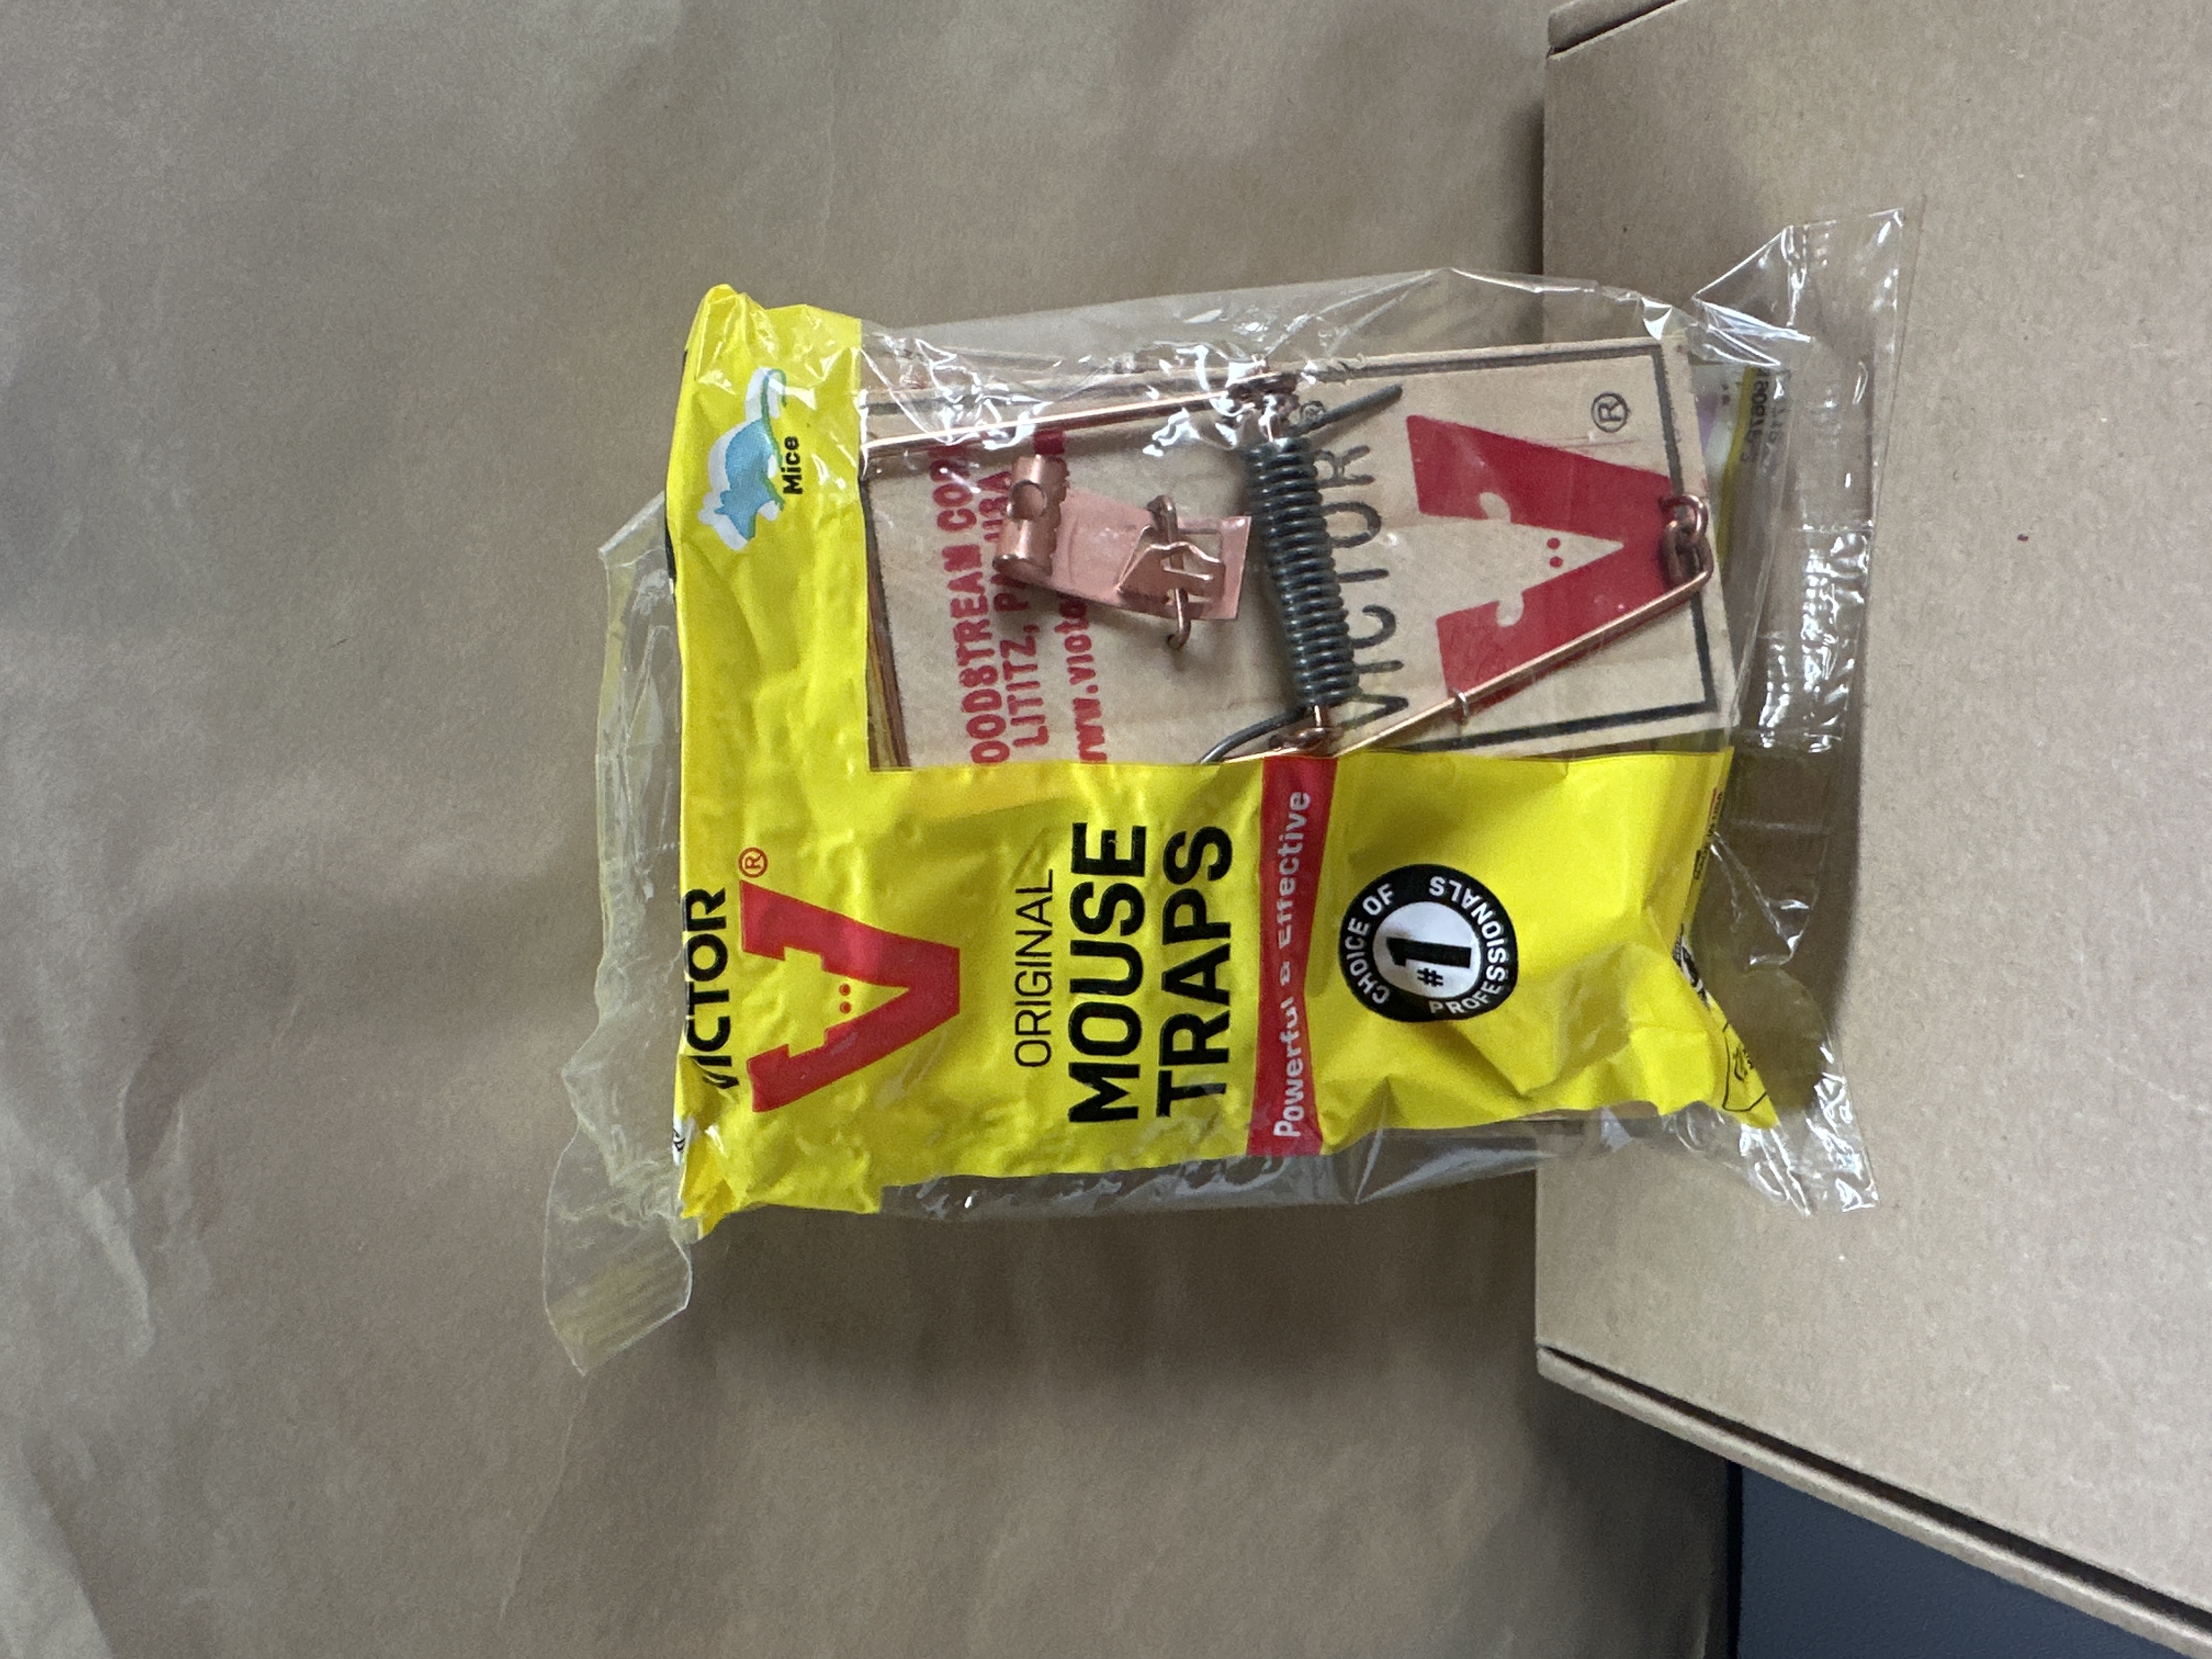 VICTOR
®
Mice
ORIGINAL
MOUSE
TRAPS
Powerful & Effective
#1
CHOICE OF
PROFESSIONALS
LITITZ,
VICTOR®
®